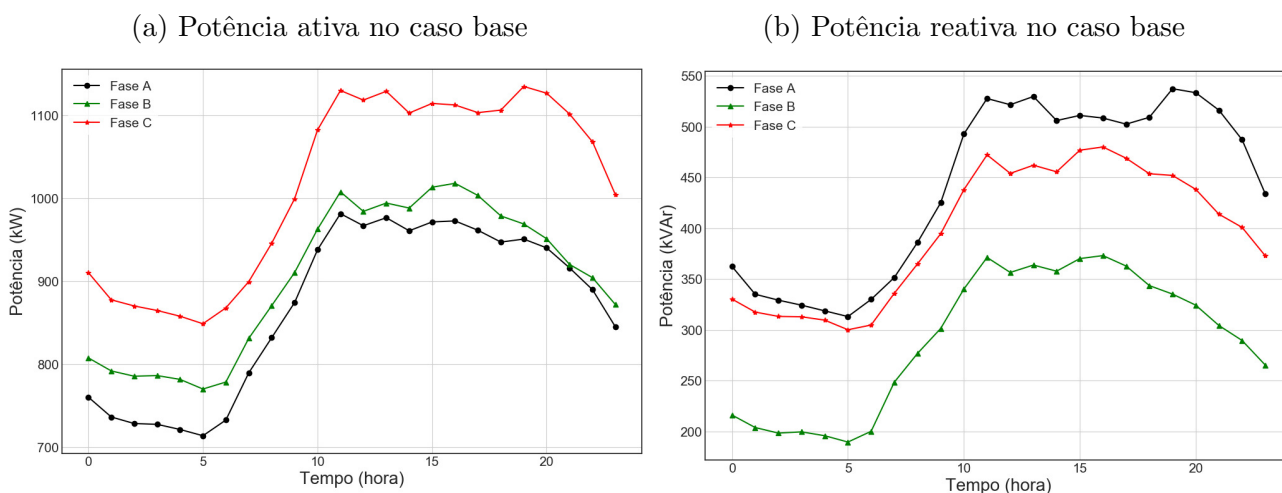 (a) Potência ativa no caso base
Fase A
Fase B
Fase C
1100
1000
900
800
700
Potência (kW)
0 5 10 15 20
Tempo (hora)
(b) Potência reativa no caso base
Fase A
Fase B
Fase C
550
500
450
400
350
300
250
200
Potência (kVAr)
0 5 10 15 20
Tempo (hora)